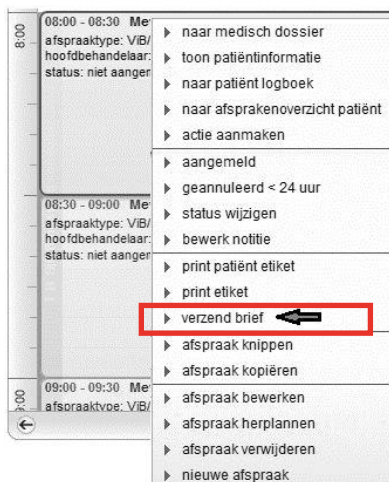 8:00
08:00 - 08:30 Me
afspraaktype: ViB/
hoofdbehandelaar:
status: niet aanger
08:30 - 09:00 Me
afspraaktype: ViB/
hoofdbehandelaar:
status: niet aanger
9:00
09:00 - 09:30 Me
afspraaktype: ViB/
naar medisch dossier
toon patiëntinformatie
naar patiënt logboek
naar afsprakenoverzicht patiënt
actie aanmaken
aangemeld
geannuleerd < 24 uur
status wijzigen
bewerk notitie
print patiënt etiket
print etiket
verzend brief
afspraak knippen
afspraak kopiëren
afspraak bewerken
afspraak herplannen
afspraak verwijderen
nieuwe afspraak